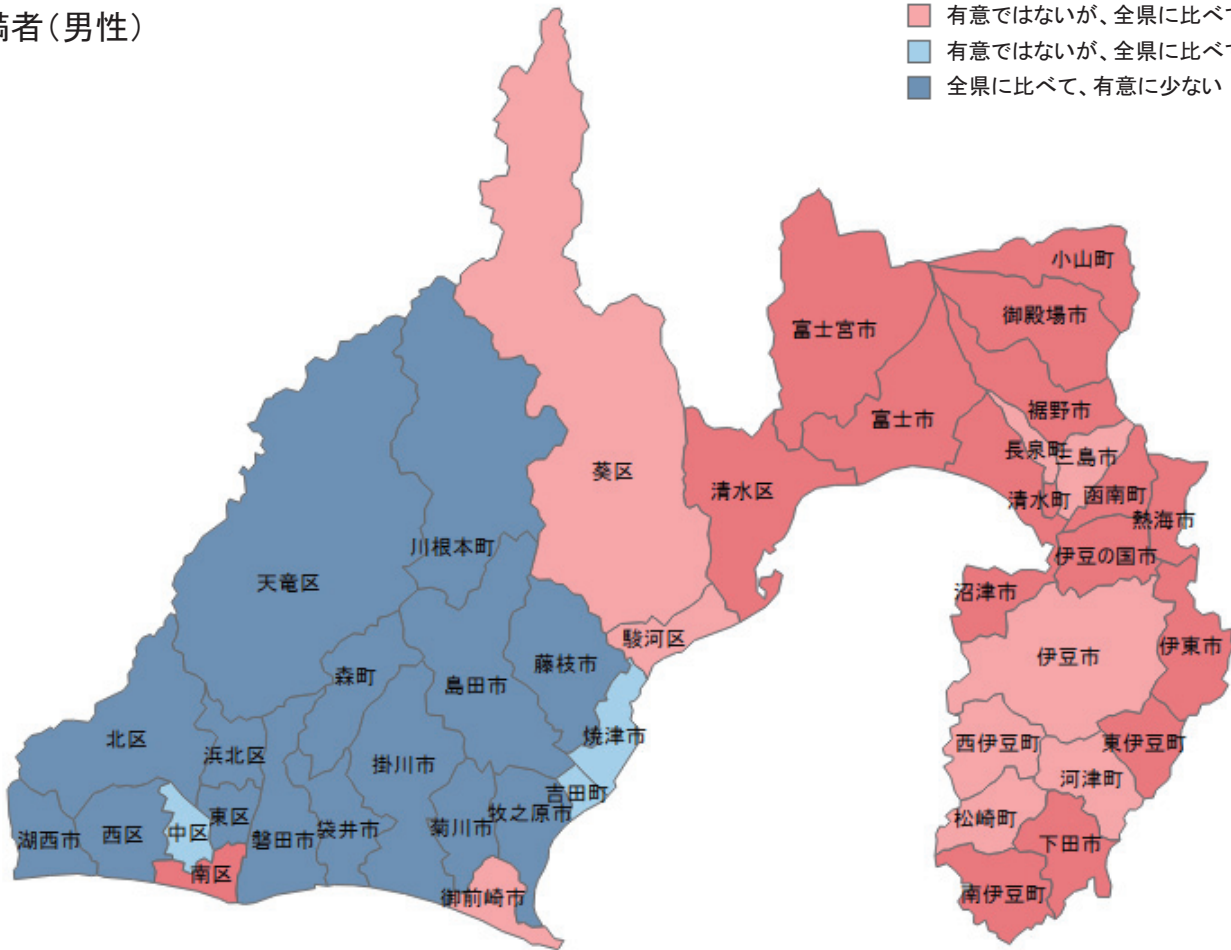 満者（男性）
有意ではないが、全県に比べて
有意ではないが、全県に比べて
全県に比べて、有意に少ない
小山町
御殿場市
富士宮市
裾野市
富士市
長泉町
三島市
葵区
清水区
清水町
函南町
熱海市
川根本町
伊豆の国市
天竜区
沼津市
駿河区
伊東市
藤枝市
伊豆市
森町
島田市
焼津市
西伊豆町
東伊豆町
北区
浜北区
掛川市
河津町
吉田町
牧之原市
東区
松崎町
湖西市
西区
中区
磐田市
袋井市
菊川市
下田市
南区
御前崎市
南伊豆町